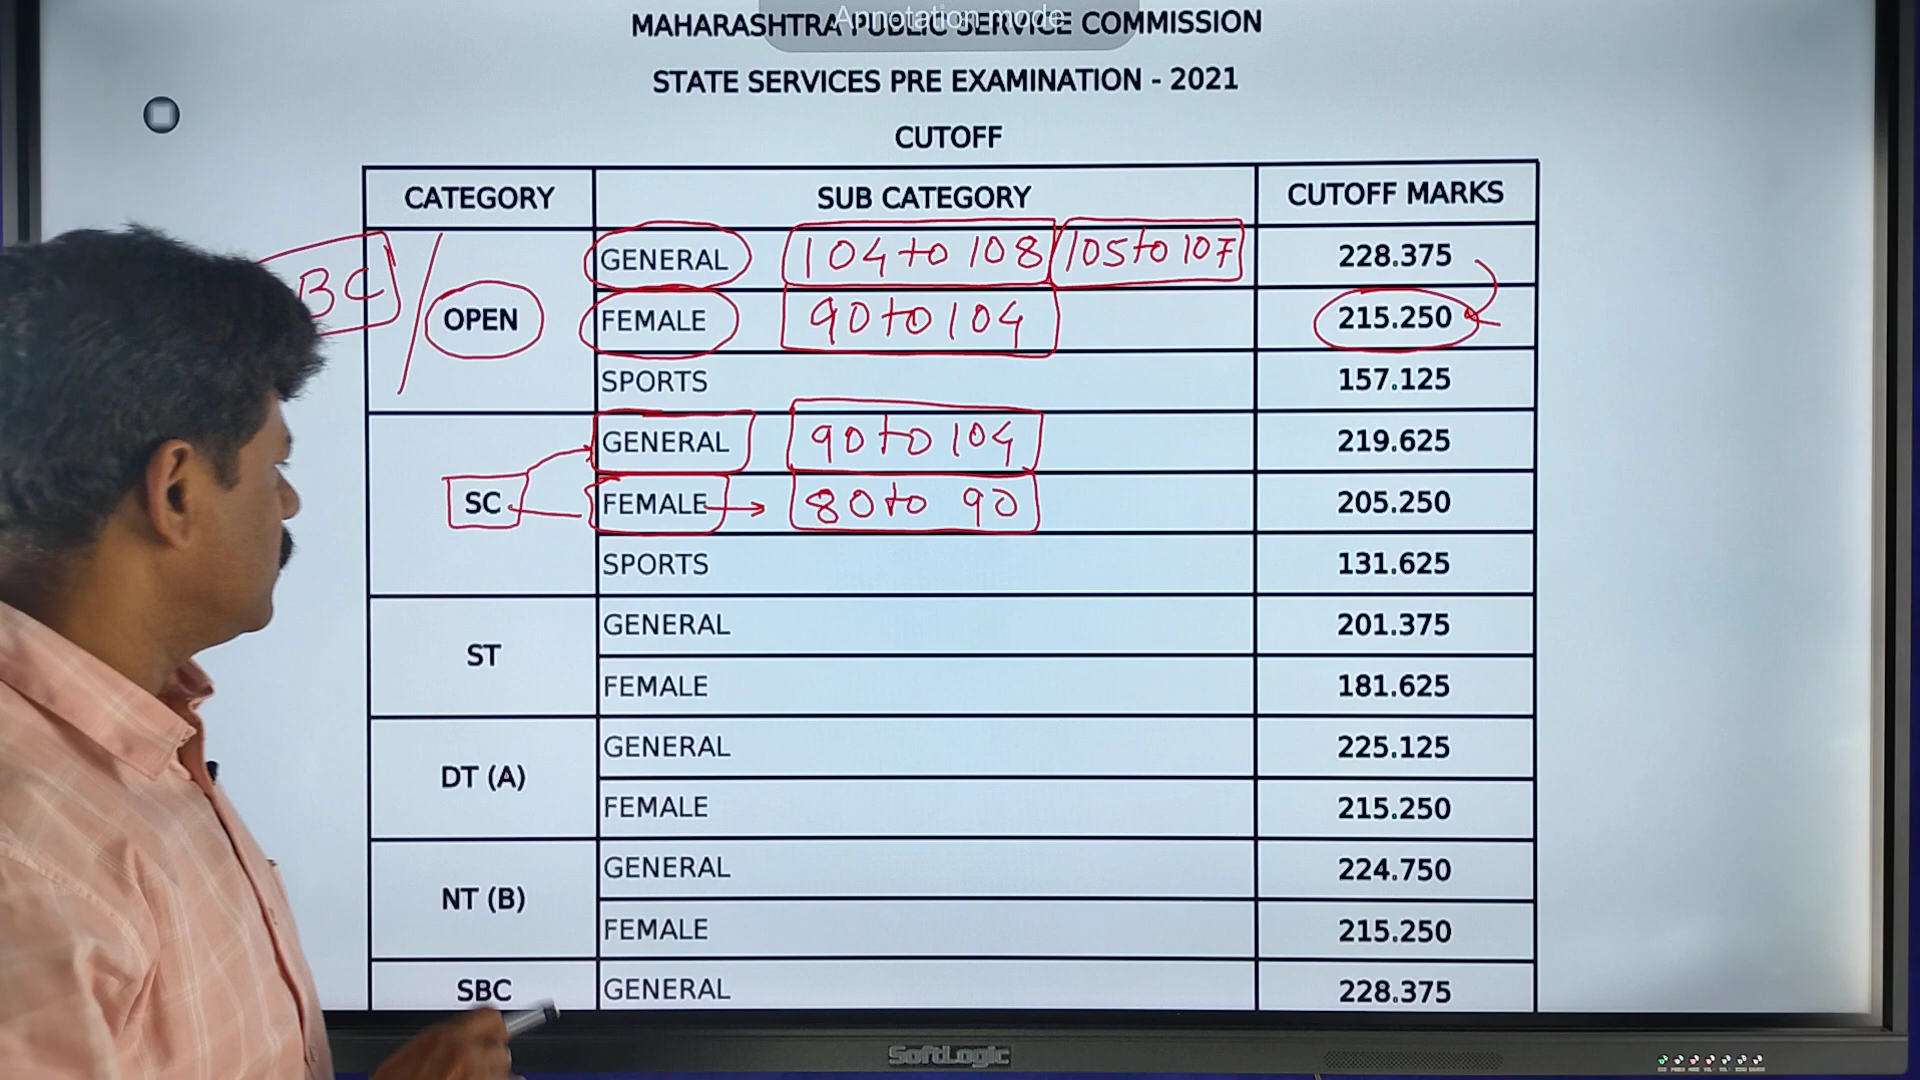 Annotation mode
MAHARASHTRA PUBLIC SERVICE COMMISSION
STATE SERVICES PRE EXAMINATION - 2021
CUTOFF
CATEGORY SUB CATEGORY CUTOFF MARKS
BC
OPEN
GENERAL 104 to 108 105 to 107 228.375
FEMALE 90 to 104 215.250
SPORTS 157.125
SC
GENERAL 90 to 104 219.625
FEMALE 80 to 90 205.250
SPORTS 131.625
ST
GENERAL 201.375
FEMALE 181.625
DT (A)
GENERAL 225.125
FEMALE 215.250
NT (B)
GENERAL 224.750
FEMALE 215.250
SBC GENERAL 228.375
SoftLogic